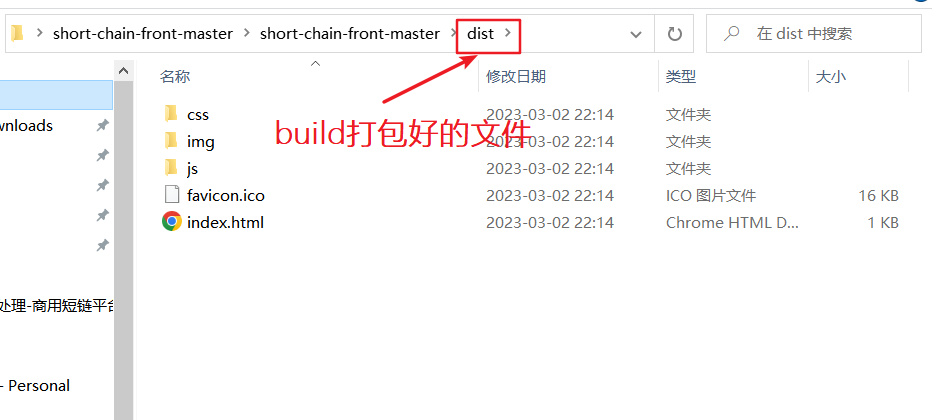 short-chain-front-master > short-chain-front-master > dist >
在 dist 中搜索
名称 修改日期 类型 大小
wnloads
css 2023-03-02 22:14 文件夹
build打包好的文件
img 2023-03-02 22:14 文件夹
js 2023-03-02 22:14 文件夹
favicon.ico 2023-03-02 22:14 ICO 图片文件 16 KB
index.html 2023-03-02 22:14 Chrome HTML D... 1 KB
处理-商用短链平台
- Personal